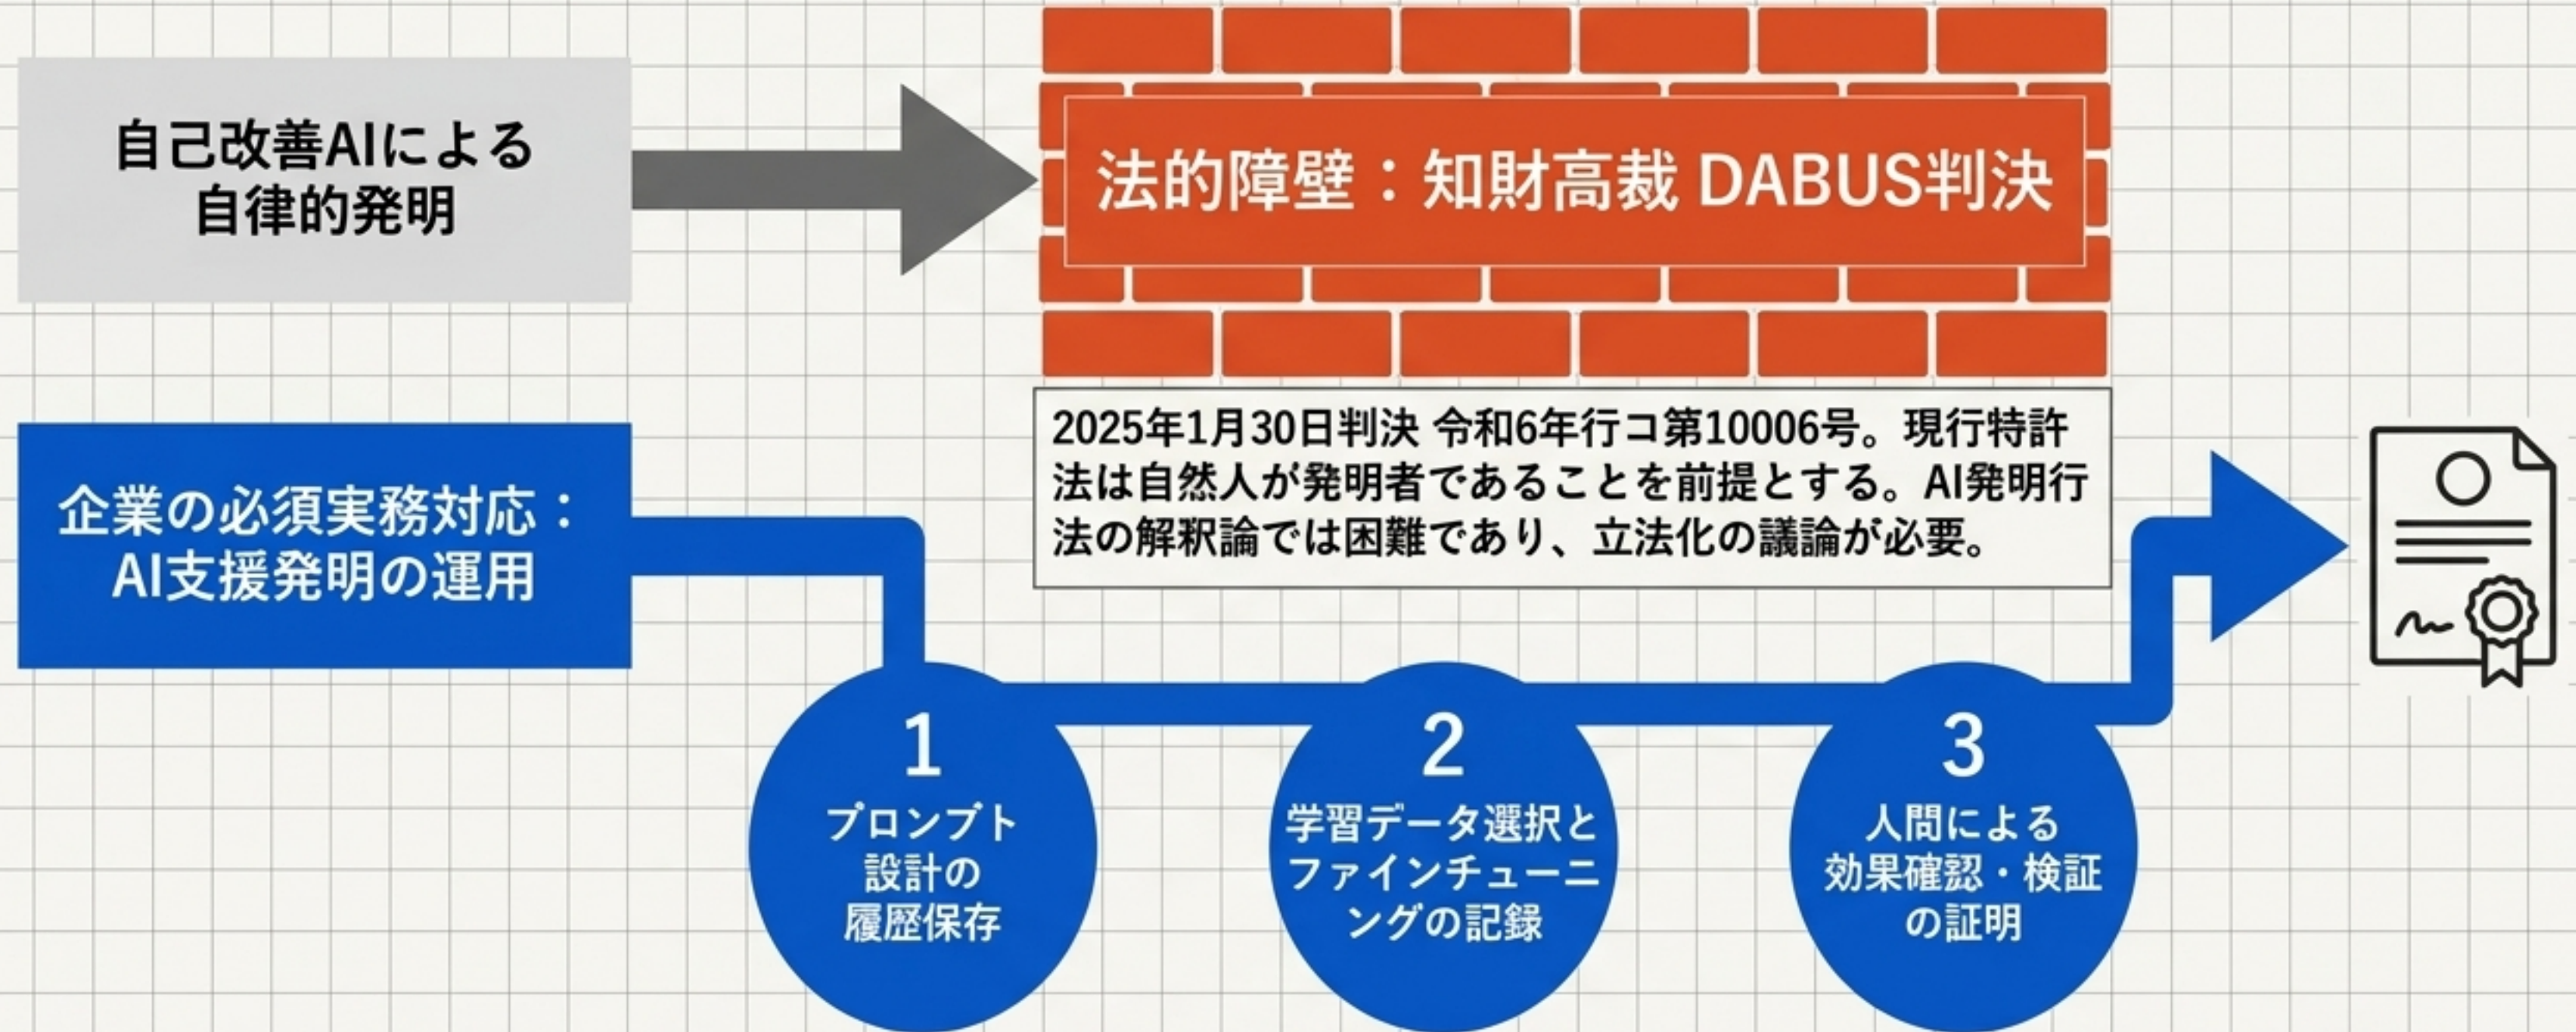 自己改善AIによる
自律的発明
法的障壁：知財高裁 DABUS判決
2025年1月30日判決 令和6年行コ第10006号。現行特許
法は自然人が発明者であることを前提とする。AI発明行
法の解釈論では困難であり、立法化の議論が必要。
企業の必須実務対応：
AI支援発明の運用
1
プロンプト
設計の
履歴保存
2
学習データ選択と
ファインチューニ
ングの記録
3
人間による
効果確認・検証
の証明